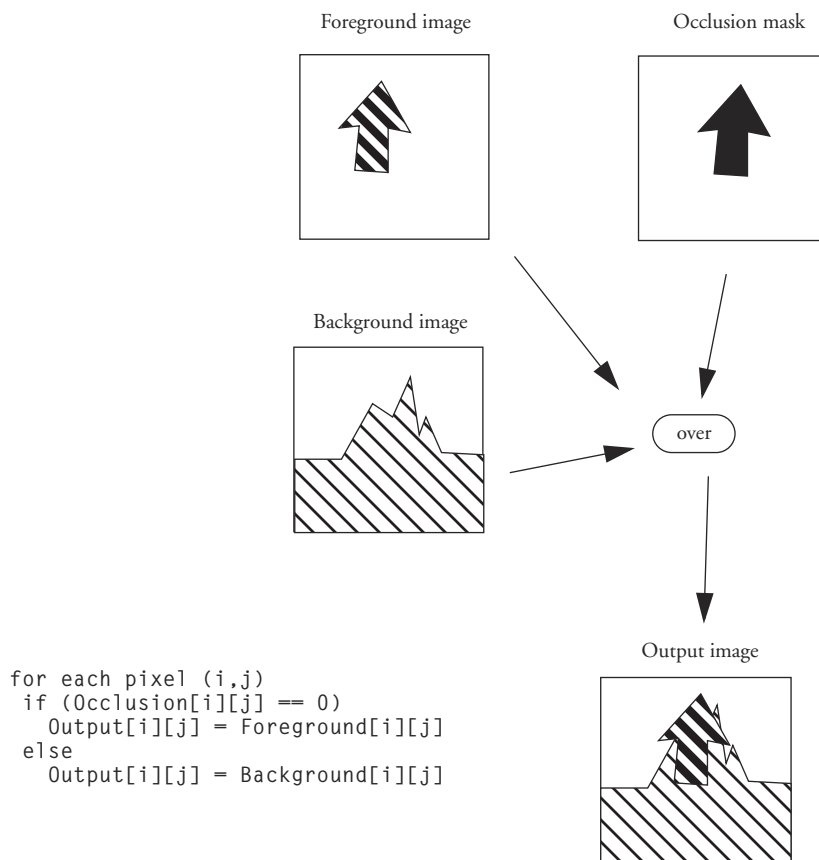 Foreground image
Occlusion mask
Background image
over
Output image
for each pixel (i,j)
if (Occlusion[i][j] == 0)
Output[i][j] = Foreground[i][j]
else
Output[i][j] = Background[i][j]